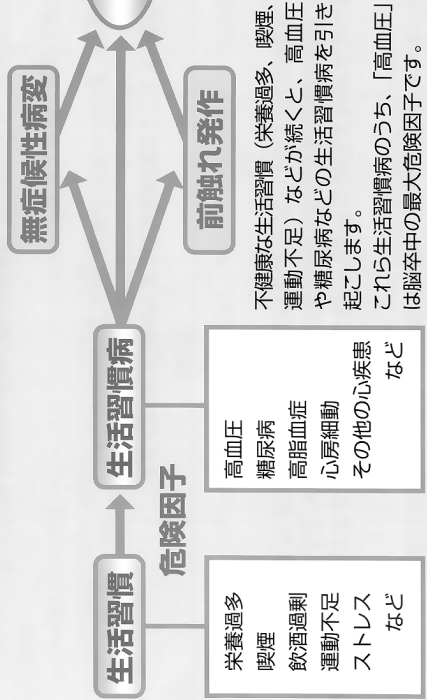 生活習慣
栄養過多
喫煙
飲酒過剰
運動不足
ストレス
など
危険因子
生活習慣病
高血圧
糖尿病
高脂血症
心房細動
その他の心疾患
など
無症候性病変
前触れ発作
不健康な生活習慣（栄養過多、喫煙、
運動不足）などが続くと、高血圧
や糖尿病などの生活習慣病を引き
起こします。
これら生活習慣病のうち、「高血圧」
は脳卒中の最大危険因子です。